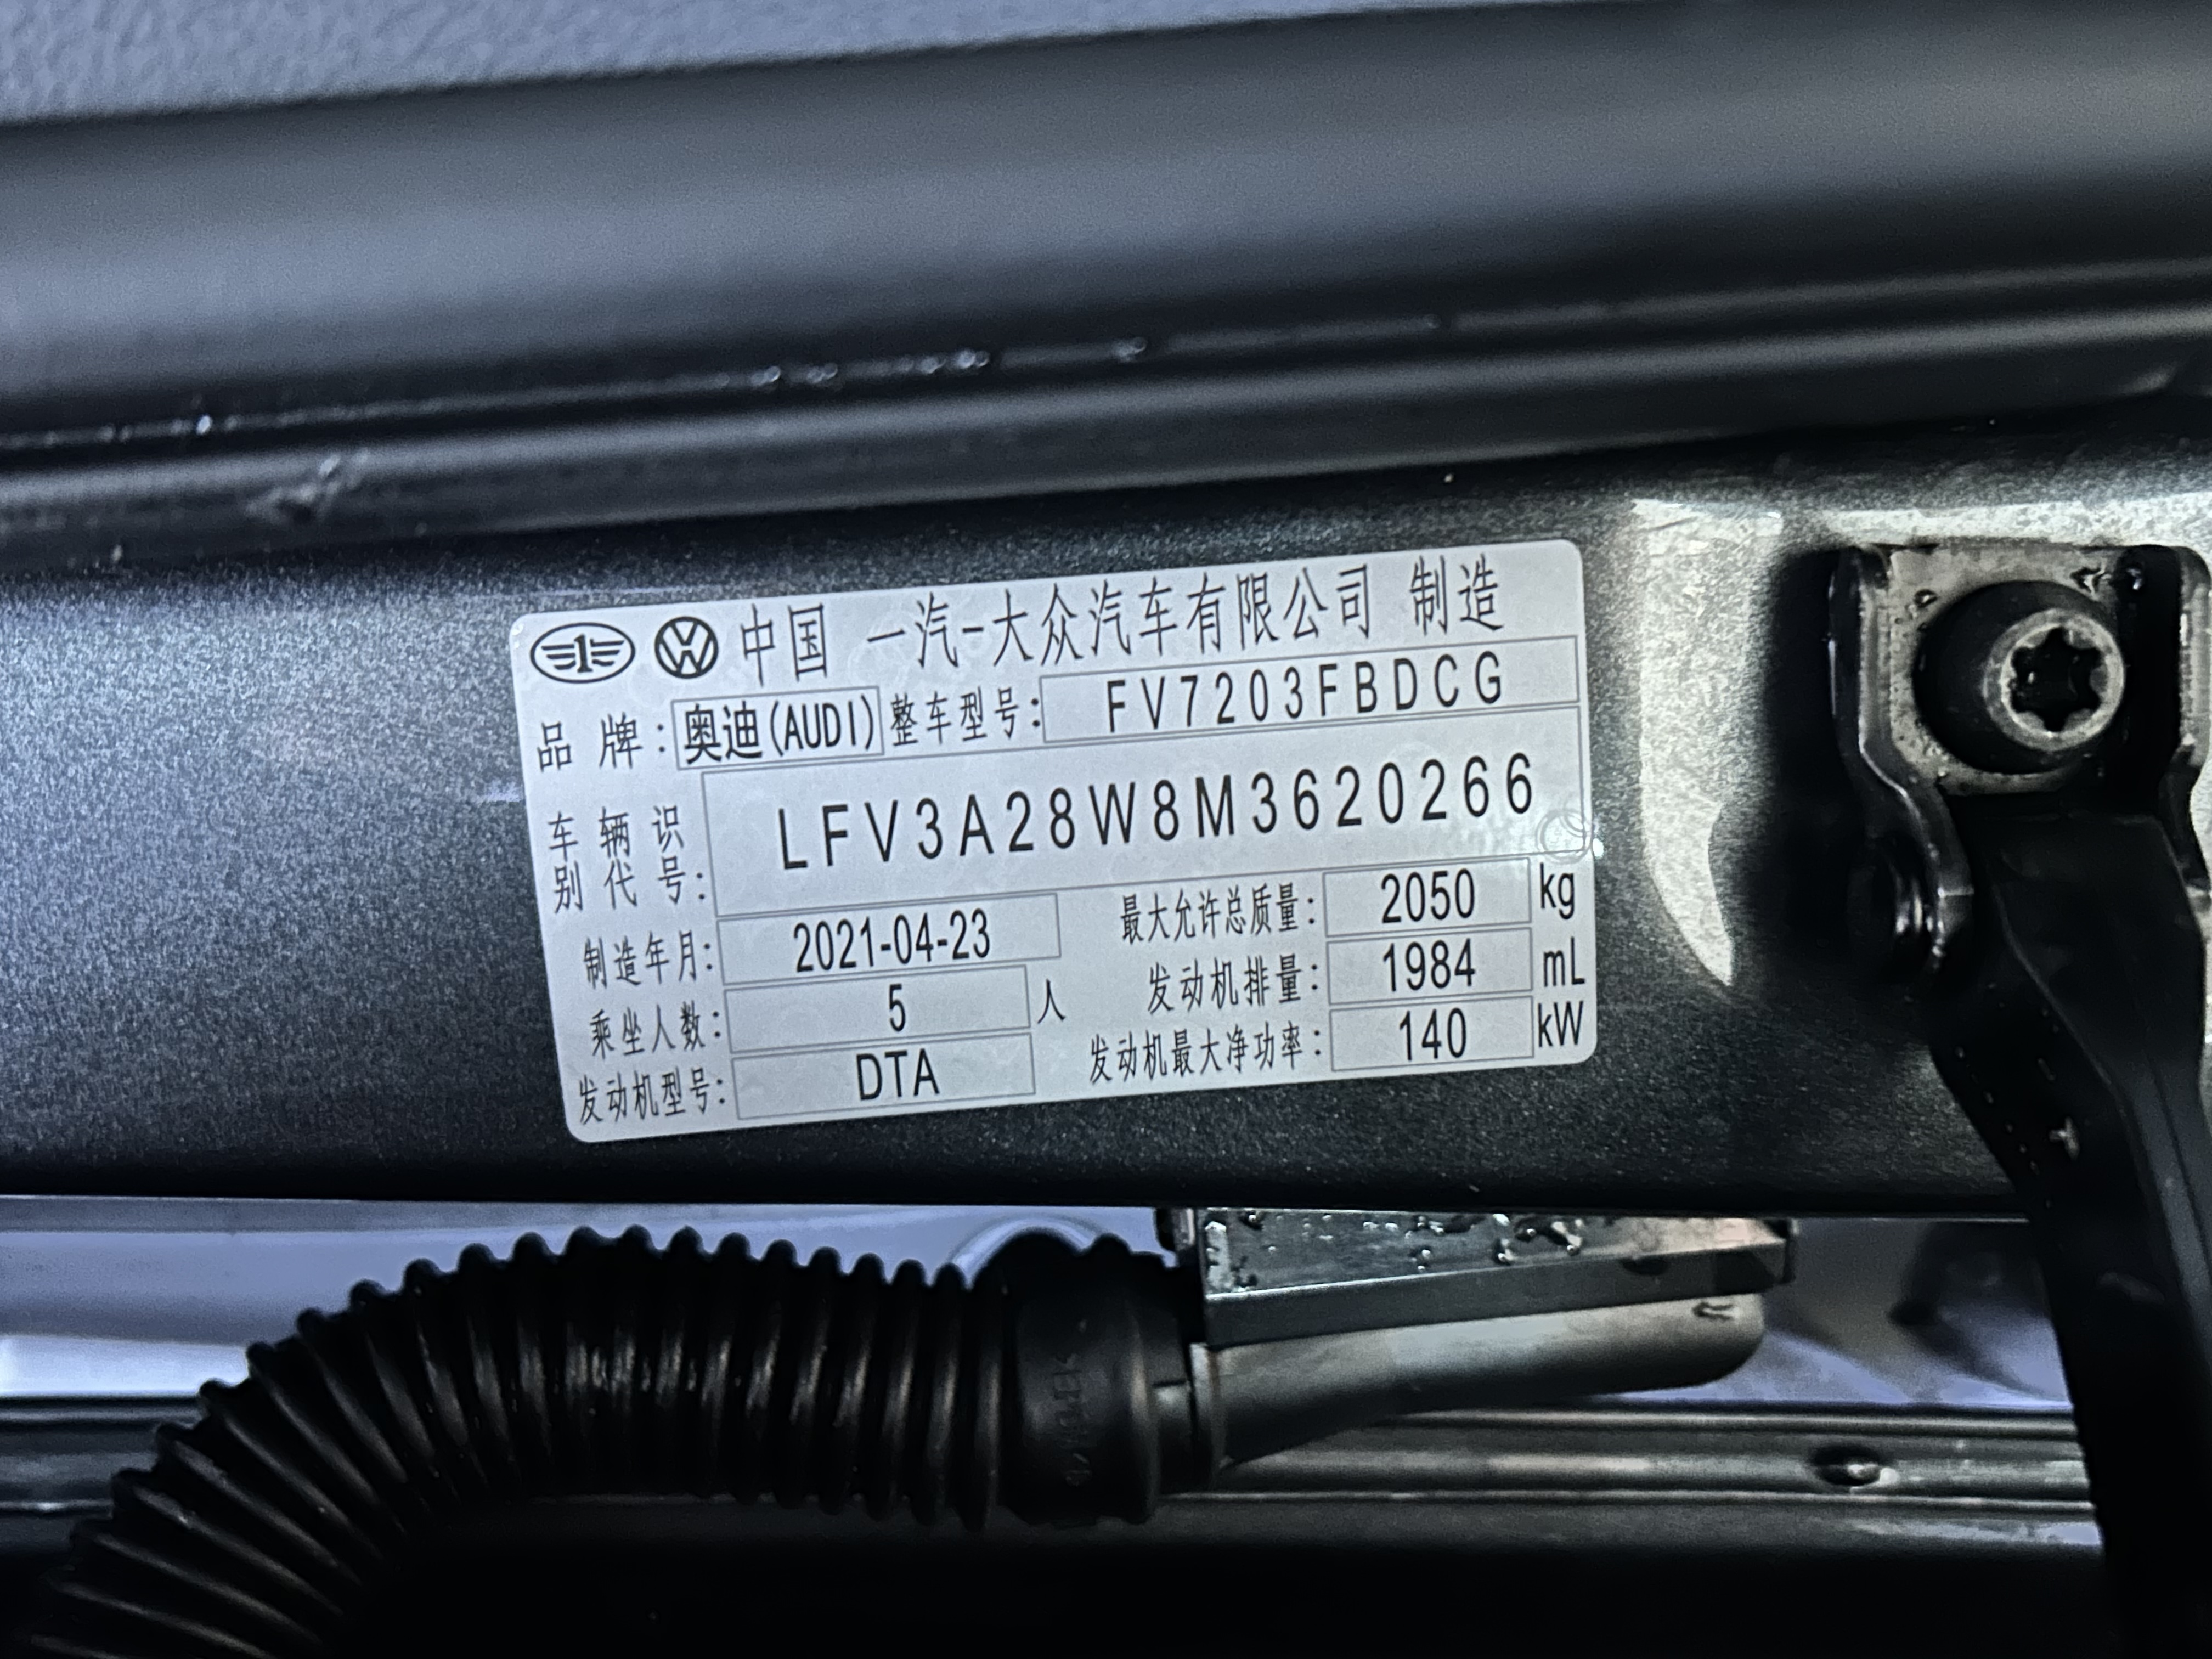 中国 一汽-大众汽车有限公司 制造
品牌：奥迪(AUDI) 整车型号：FV7203FBDCG
车辆识别代号：LFV3A28W8M3620266
制造年月：2021-04-23 最大允许总质量：2050 kg
乘坐人数：5 人 发动机排量：1984 mL
发动机型号：DTA 发动机最大净功率：140 kW